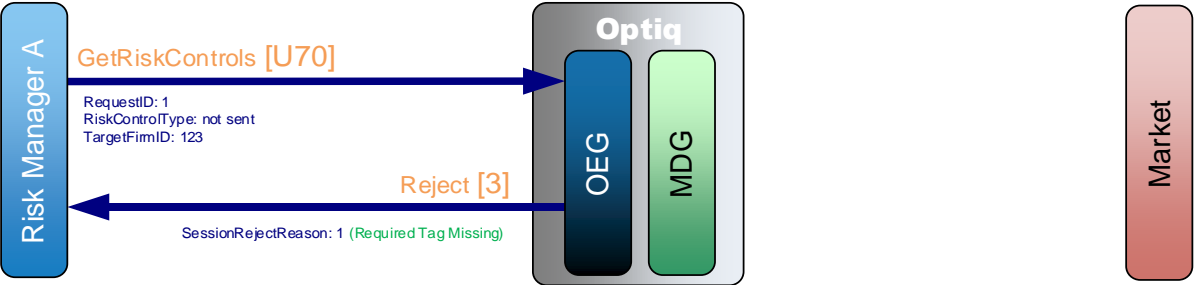 Risk Manager A
GetRiskControls [U70]
RequestID: 1
RiskControlType: not sent
TargetFirmID: 123
Reject [3]
SessionRejectReason: 1 (Required Tag Missing)
Optiq
OEG
MDG
Market